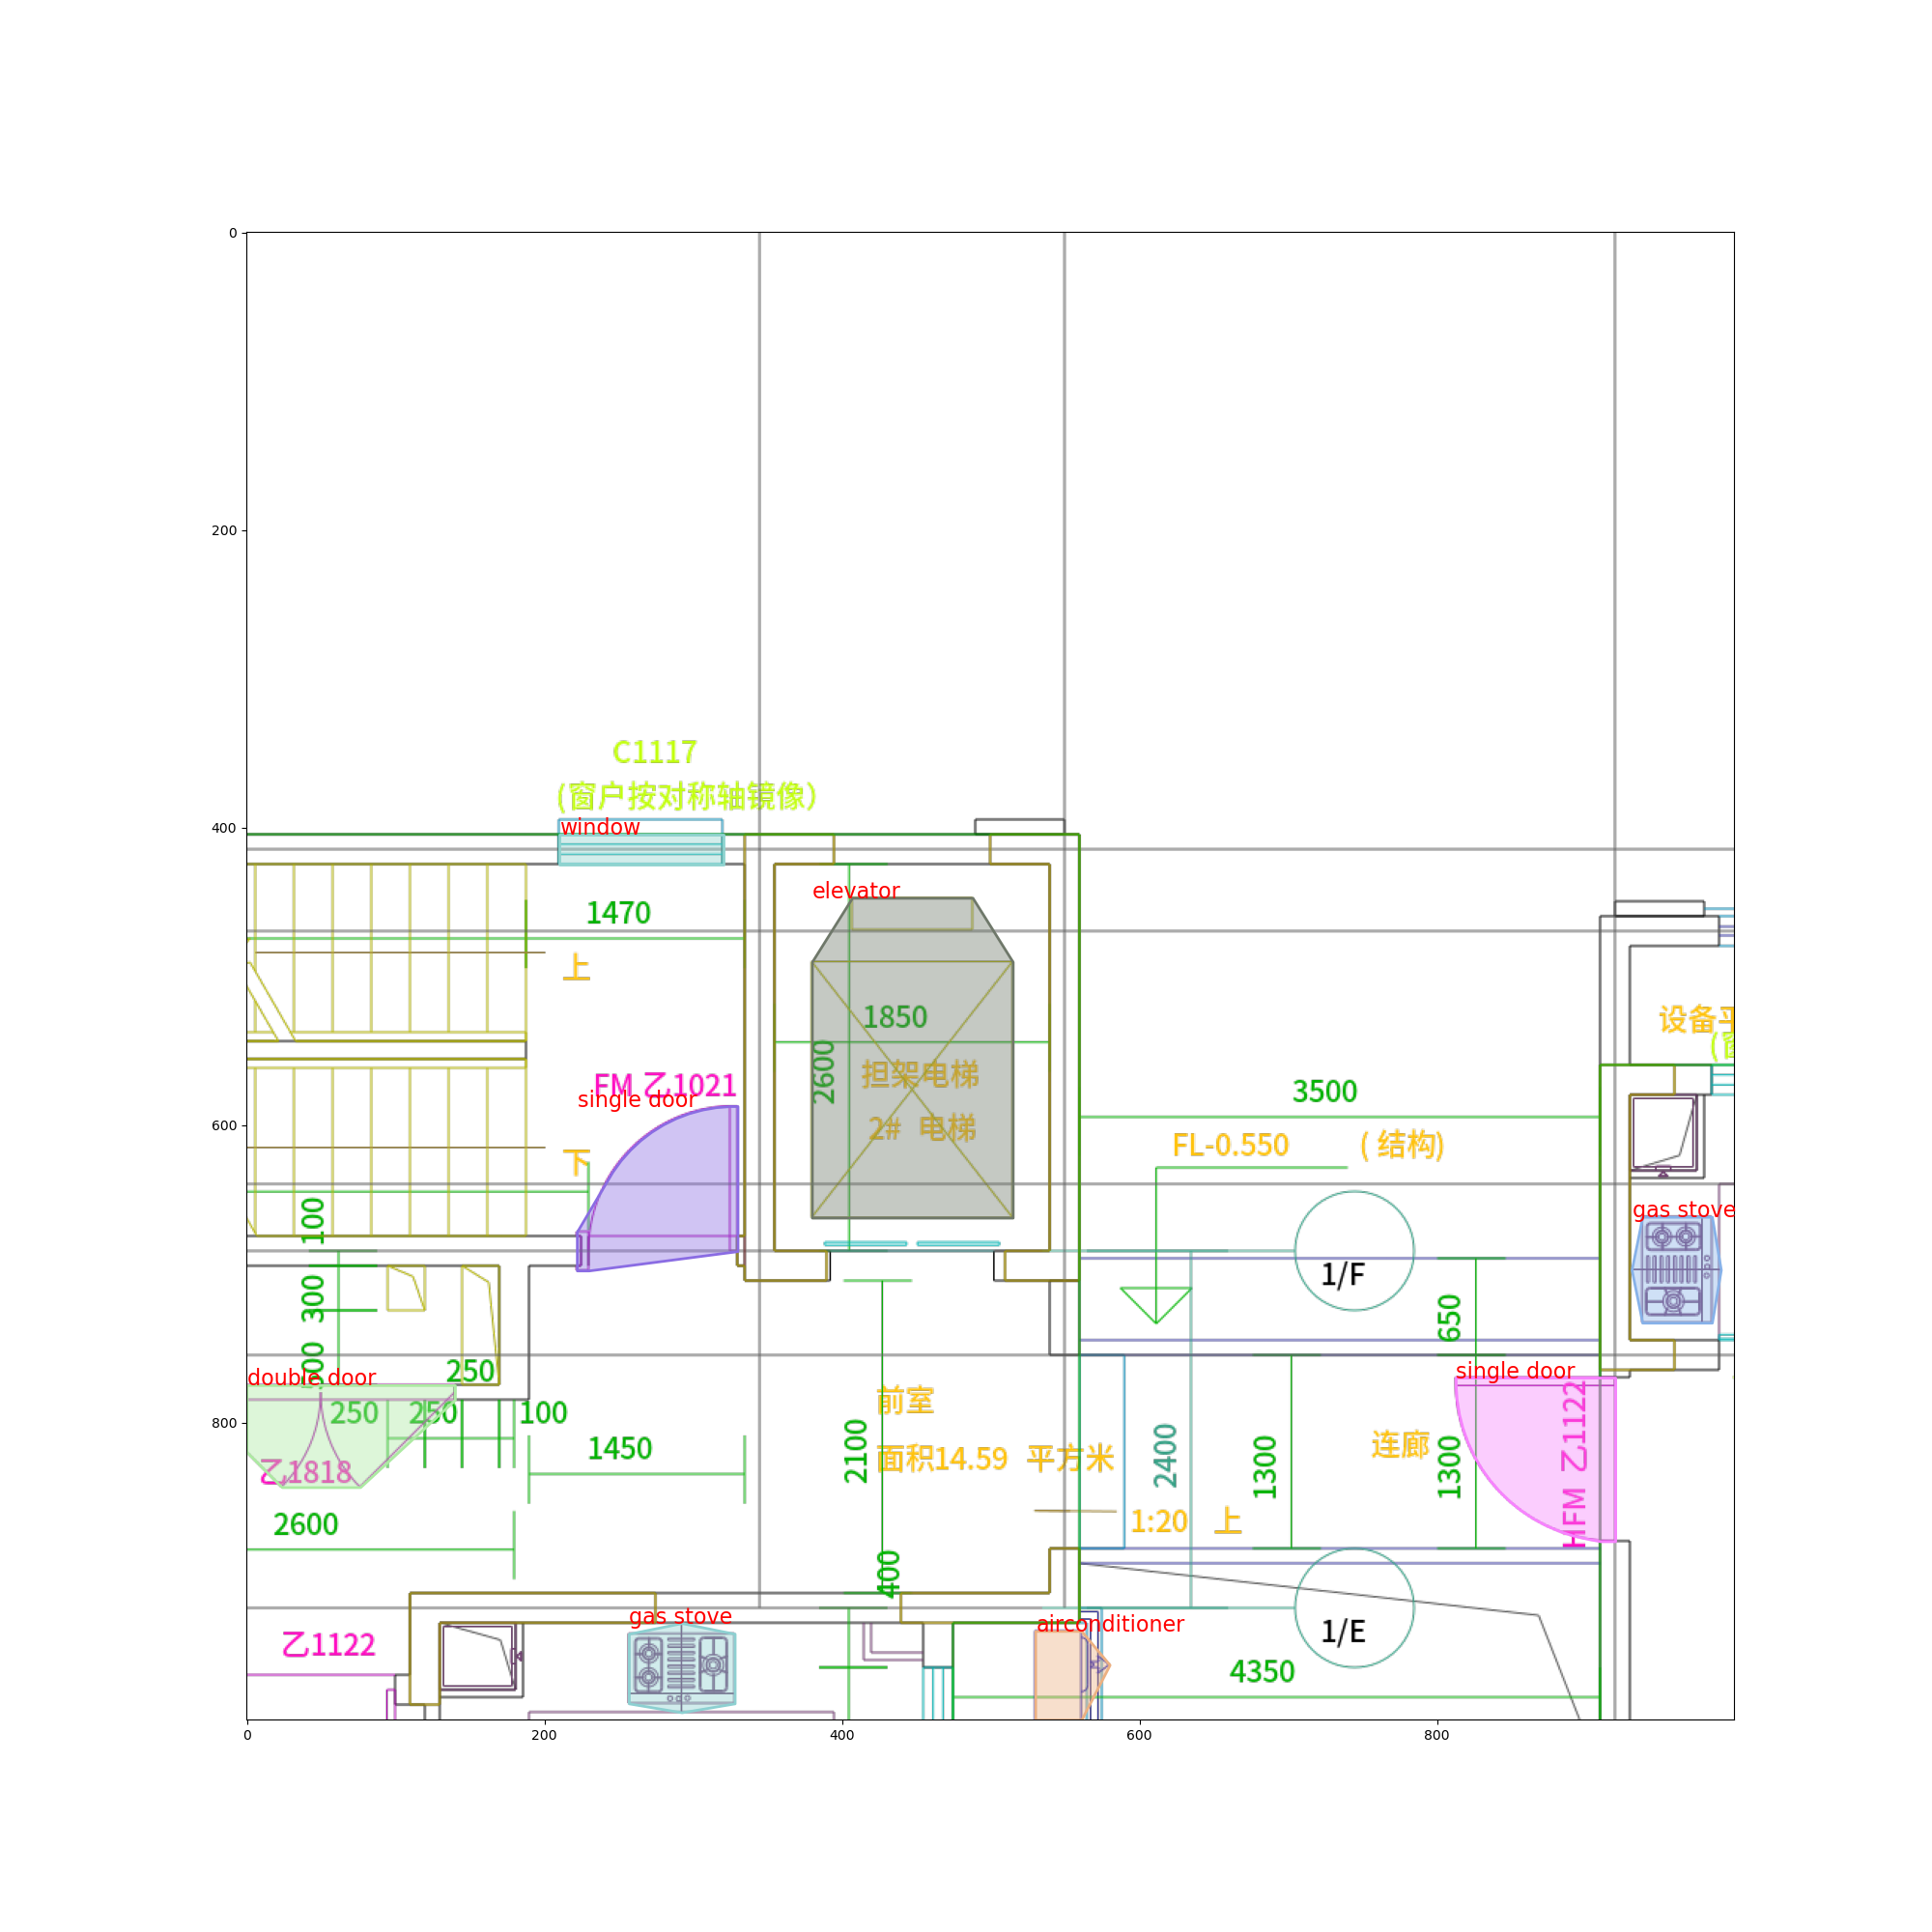 0
200
400
600
800
0
200
400
600
800
C1117
(窗户按对称轴镜像)
window
elevator
1470
上
1850
2600
担架电梯
2# 电梯
FM 乙1021
single door
下
3500
FL-0.550 ( 结构)
设备
gas stove
100
300
1/F
650
250
double door
250
250
100
1450
乙1818
2600
前室
面积14.59 平方米
2100
2400
1300
连廊
1300
single door
HFM 乙1122
1:20 上
400
gas stove
airconditioner
乙1122
1/E
4350